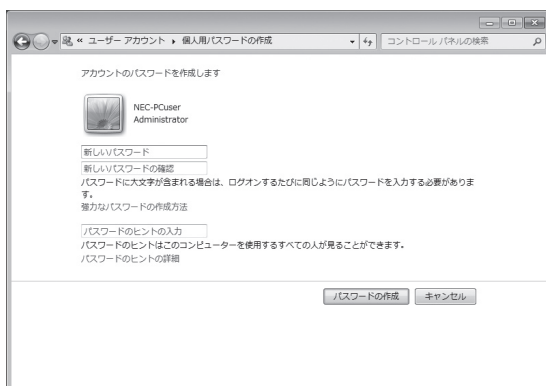 « ユーザー アカウント ▸ 個人用パスワードの作成
コントロール パネルの検索
アカウントのパスワードを作成します
NEC-PCuser
Administrator
新しいパスワード
新しいパスワードの確認
パスワードに大文字が含まれる場合は、ログオンするたびに同じようにパスワードを入力する必要がありま
す。
強力なパスワードの作成方法
パスワードのヒントの入力
パスワードのヒントはこのコンピューターを使用するすべての人が見ることができます。
パスワードのヒントの詳細
パスワードの作成
キャンセル